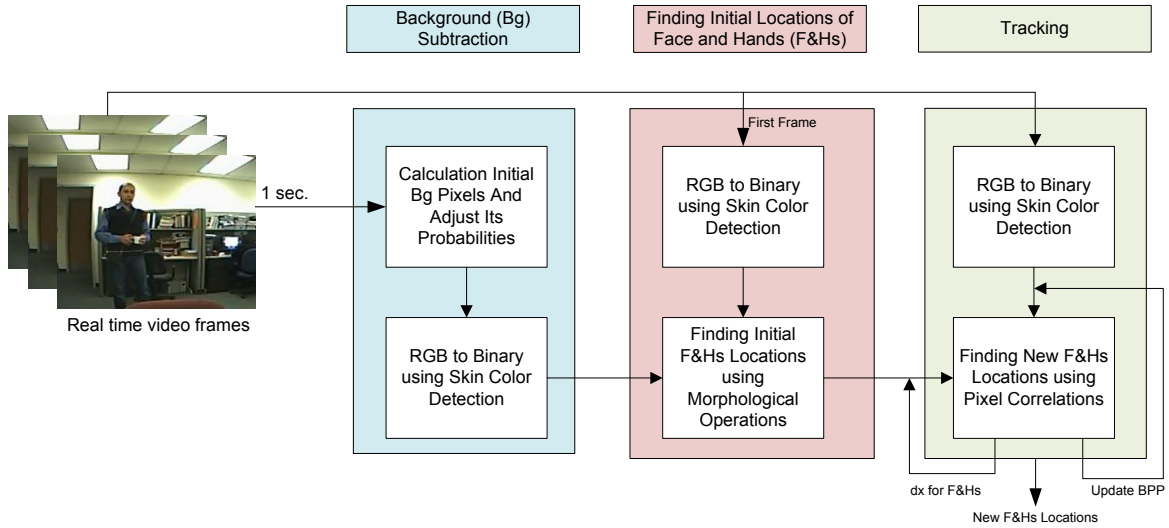 Background (Bg)
Subtraction
Finding Initial Locations of
Face and Hands (F&Hs)
Tracking
First Frame
1 sec.
Calculation Initial
Bg Pixels And
Adjust Its
Probabilities
RGB to Binary
using Skin Color
Detection
RGB to Binary
using Skin Color
Detection
Real time video frames
RGB to Binary
using Skin Color
Detection
Finding Initial
F&Hs Locations
using
Morphological
Operations
Finding New F&Hs
Locations using
Pixel Correlations
dx for F&Hs
Update BPP
New F&Hs Locations